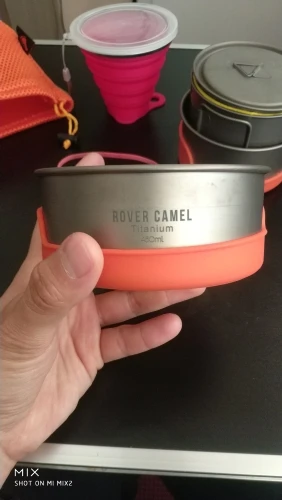 ROVER CAMEL
Titanium
MIX
SHOT ON MI MIX2